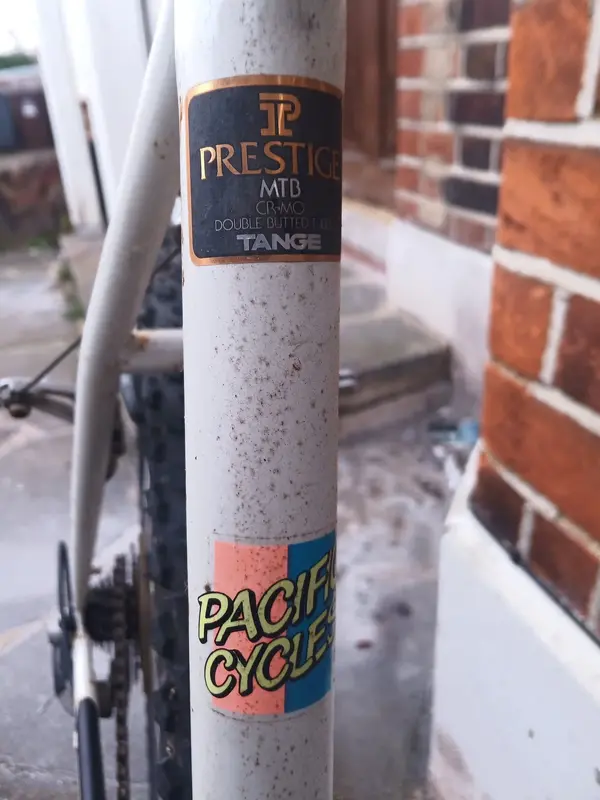 PRESTIGE
MTB
CR-MO
DOUBLE BUTTED
TANGE
PACIFIC
CYCLES